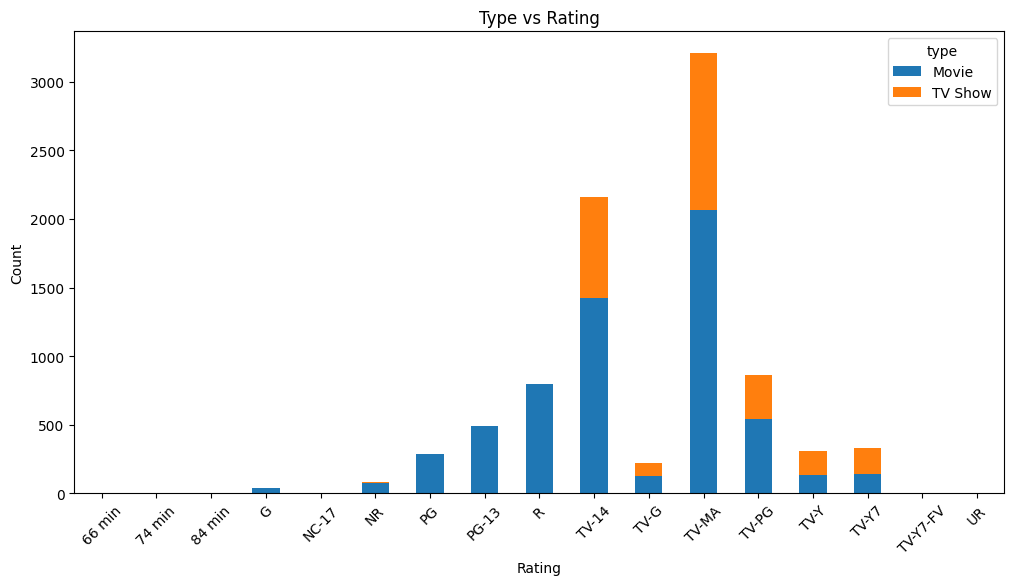 Type vs Rating
type
Movie
TV Show
3000
2500
2000
1500
1000
500
0
Count
66 min
74 min
84 min
G
NC-17
NR
PG
PG-13
R
TV-14
TV-G
TV-MA
TV-PG
TV-Y
TV-Y7
TV-Y7-FV
UR
Rating